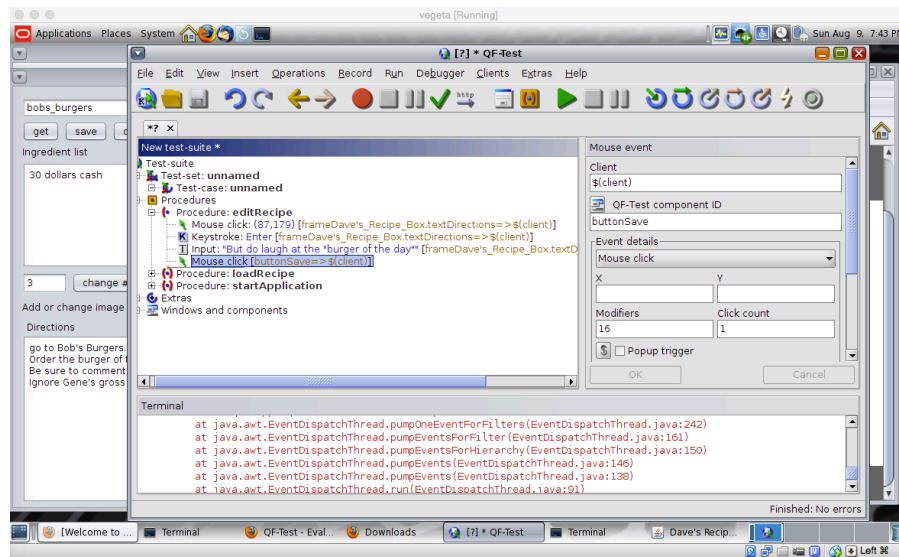 vegeta [Running]
Applications Places System
Sun Aug 9, 7:43 P
[?] * QF-Test
File Edit View Insert Operations Record Run Debugger Clients Extras Help
http
*? x
bobs_burgers
get save
Ingredient list
30 dollars cash
3 change #
Add or change image
Directions
go to Bob's Burgers.
Order the burger of t
Be sure to comment
Ignore Gene's gross
New test-suite *
Test-suite
Test-set: unnamed
Test-case: unnamed
Procedures
Procedure: editRecipe
Mouse click: (87,179) [frameDave's_Recipe_Box.textDirections=>$(client)]
K Keystroke: Enter [frameDave's_Recipe_Box.textDirections=>$(client)]
T Input: "But do laugh at the "burger of the day"" [frameDave's_Recipe_Box.textD
Mouse click [buttonSave=>$(client)]
Procedure: loadRecipe
Procedure: startApplication
Extras
Windows and components
Mouse event
Client
$(client)
QF-Test component ID
buttonSave
Event details
Mouse click
X Y
Modifiers Click count
16 1
$ Popup trigger
OK Cancel
Terminal
at java.awt.EventDispatchThread.pumpOneEventForFilters(EventDispatchThread.java:242)
at java.awt.EventDispatchThread.pumpEventsForFilter(EventDispatchThread.java:161)
at java.awt.EventDispatchThread.pumpEventsForHierarchy(EventDispatchThread.java:150)
at java.awt.EventDispatchThread.pumpEvents(EventDispatchThread.java:146)
at java.awt.EventDispatchThread.pumpEvents(EventDispatchThread.java:138)
at java.awt.EventDispatchThread.run(EventDispatchThread.java:91)
Finished: No errors
[Welcome to ... Terminal QF-Test - Eval... Downloads [?] * QF-Test Terminal Dave's Recip...
Left ⌘